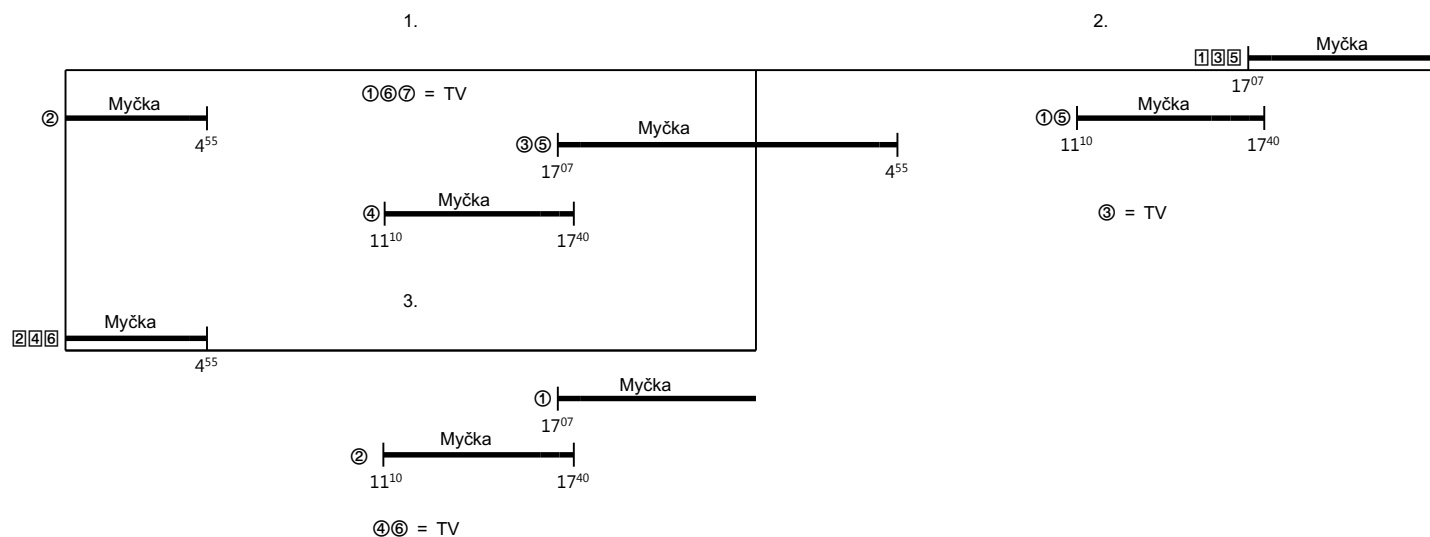 1. 2.
135 Myčka
17⁰⁷
①⑥⑦ = TV
② Myčka
4⁵⁵
①⑤ Myčka
11¹⁰ 17⁴⁰
③⑤ Myčka
17⁰⁷ 4⁵⁵
④ Myčka
11¹⁰ 17⁴⁰
③ = TV
3.
246 Myčka
4⁵⁵
① Myčka
17⁰⁷
② Myčka
11¹⁰ 17⁴⁰
④⑥ = TV